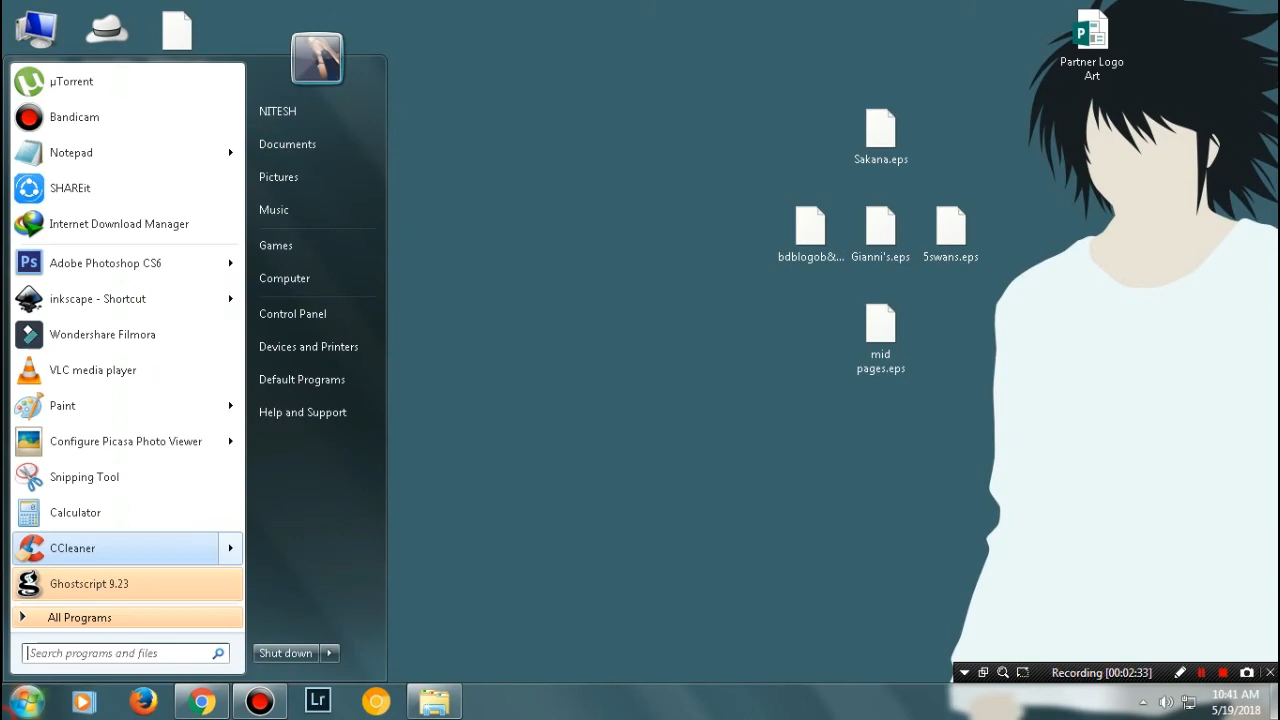 µTorrent
Bandicam
Notepad
SHAREit
Internet Download Manager
Ps Adobe Photoshop CS6
inkscape - Shortcut
Wondershare Filmora
VLC media player
Paint
Configure Picasa Photo Viewer
Snipping Tool
Calculator
CCleaner
Ghostscript 9.23
All Programs
Search programs and files
NITESH
Documents
Pictures
Music
Games
Computer
Control Panel
Devices and Printers
Default Programs
Help and Support
Shut down
Sakana.eps
bdblogob&... Gianni's.eps 5swans.eps
mid
pages.eps
P
Partner Logo
Art
Recording [00:02:33]
Lr
10:41 AM
5/19/2018